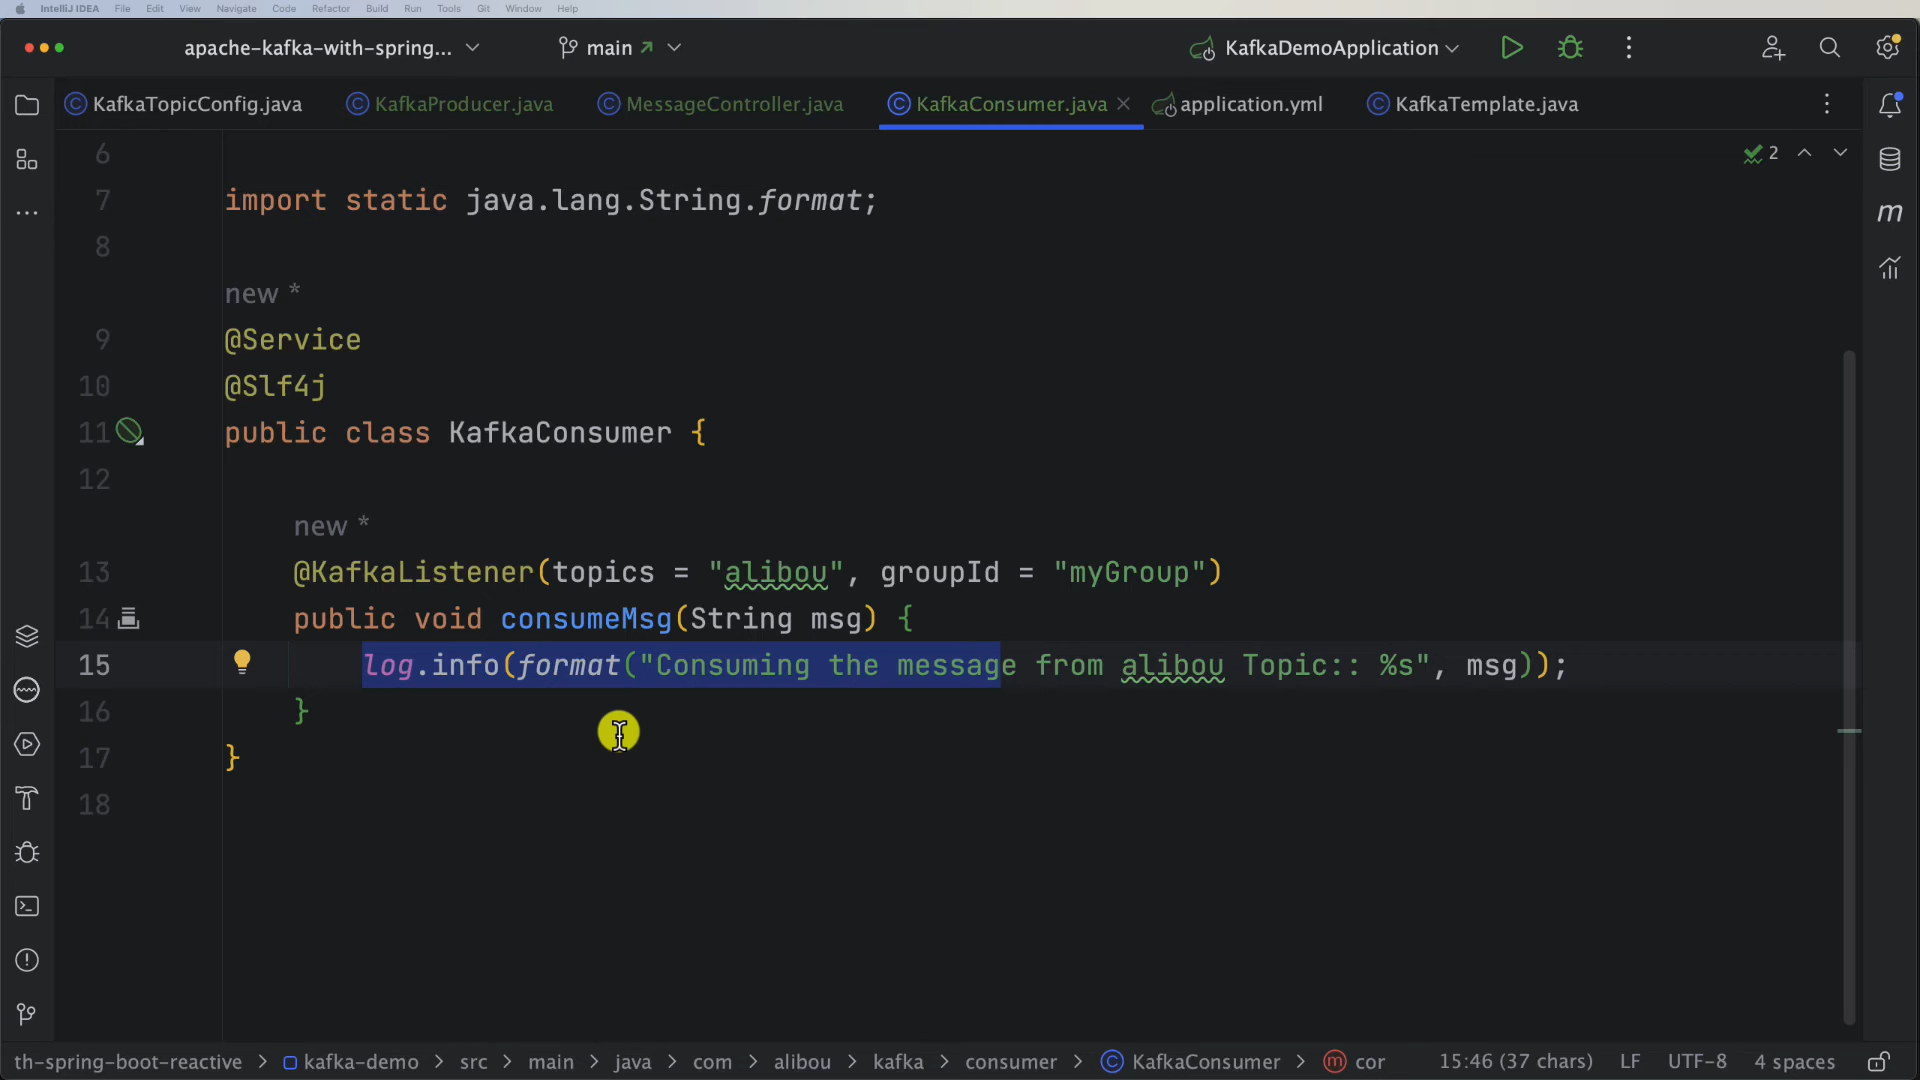 IntelliJ IDEA File Edit View Navigate Code Refactor Build Run Tools Git Window Help
apache-kafka-with-spring... main KafkaDemoApplication
KafkaTopicConfig.java KafkaProducer.java MessageController.java KafkaConsumer.java application.yml KafkaTemplate.java
6 2
7 import static java.lang.String.format;
8
new *
9 @Service
10 @Slf4j
11 public class KafkaConsumer {
12
new *
13 @KafkaListener(topics = "alibou", groupId = "myGroup")
14 public void consumeMsg(String msg) {
15 log.info(format("Consuming the message from alibou Topic:: %s", msg));
16 }
17 }
18
th-spring-boot-reactive > kafka-demo > src > main > java > com > alibou > kafka > consumer > KafkaConsumer > cor 15:46 (37 chars) LF UTF-8 4 spaces